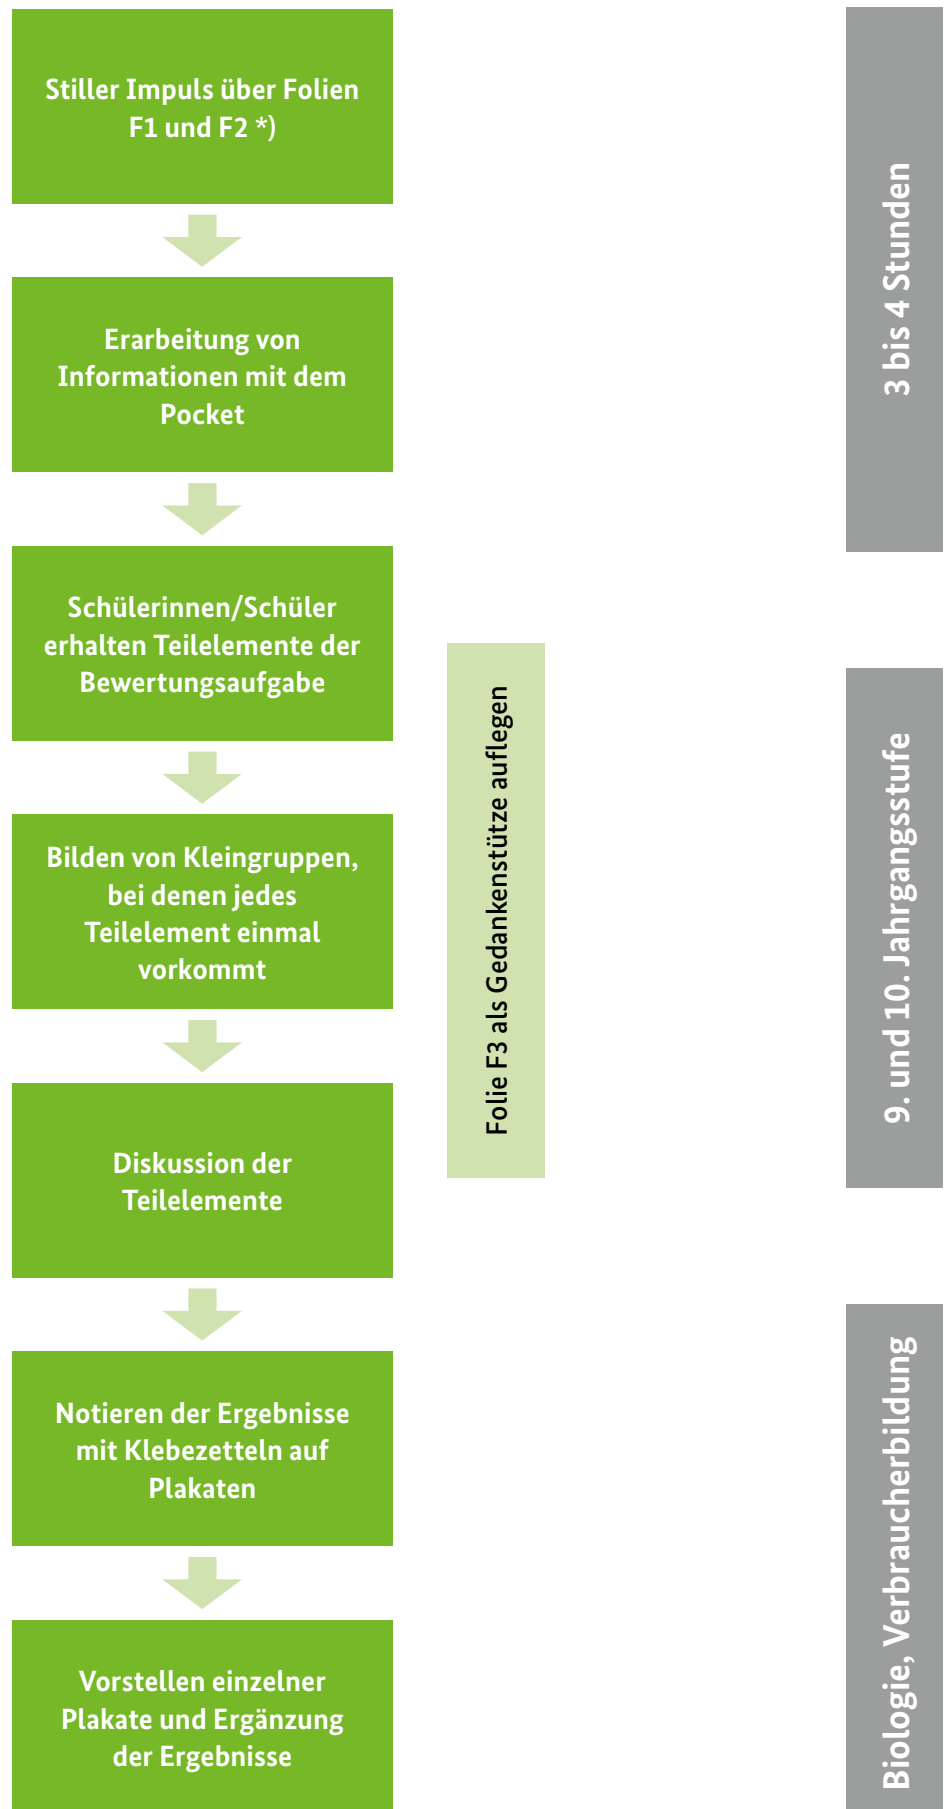 Stiller Impuls über Folien
F1 und F2 *)
Erarbeitung von
Informationen mit dem
Pocket
Schülerinnen/Schüler
erhalten Teilelemente der
Bewertungsaufgabe
Bilden von Kleingruppen,
bei denen jedes
Teilelement einmal
vorkommt
Diskussion der
Teilelemente
Notieren der Ergebnisse
mit Klebezetteln auf
Plakaten
Vorstellen einzelner
Plakate und Ergänzung
der Ergebnisse
Folie F3 als Gedankenstütze auflegen
3 bis 4 Stunden
9. und 10. Jahrgangsstufe
Biologie, Verbraucherbildung